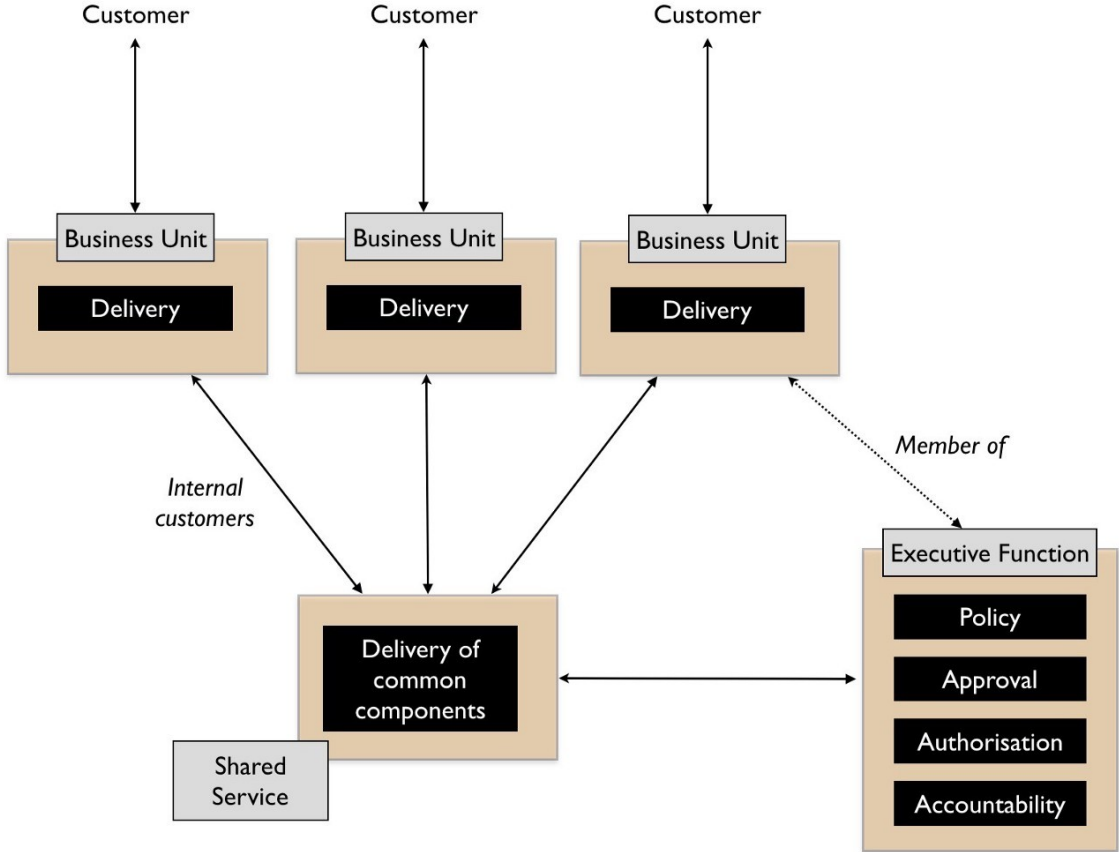 Customer
Customer
Customer
Business Unit
Business Unit
Business Unit
Delivery
Delivery
Delivery
Member of
Internal
customers
Executive Function
Policy
Delivery of
common
components
Approval
Authorisation
Shared
Service
Accountability